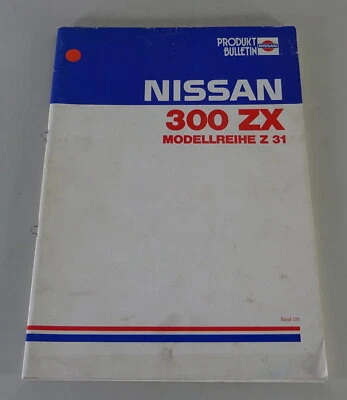 PRODUKT
BULLETIN
NISSAN
NISSAN
300 ZX
MODELLREIHE Z 31